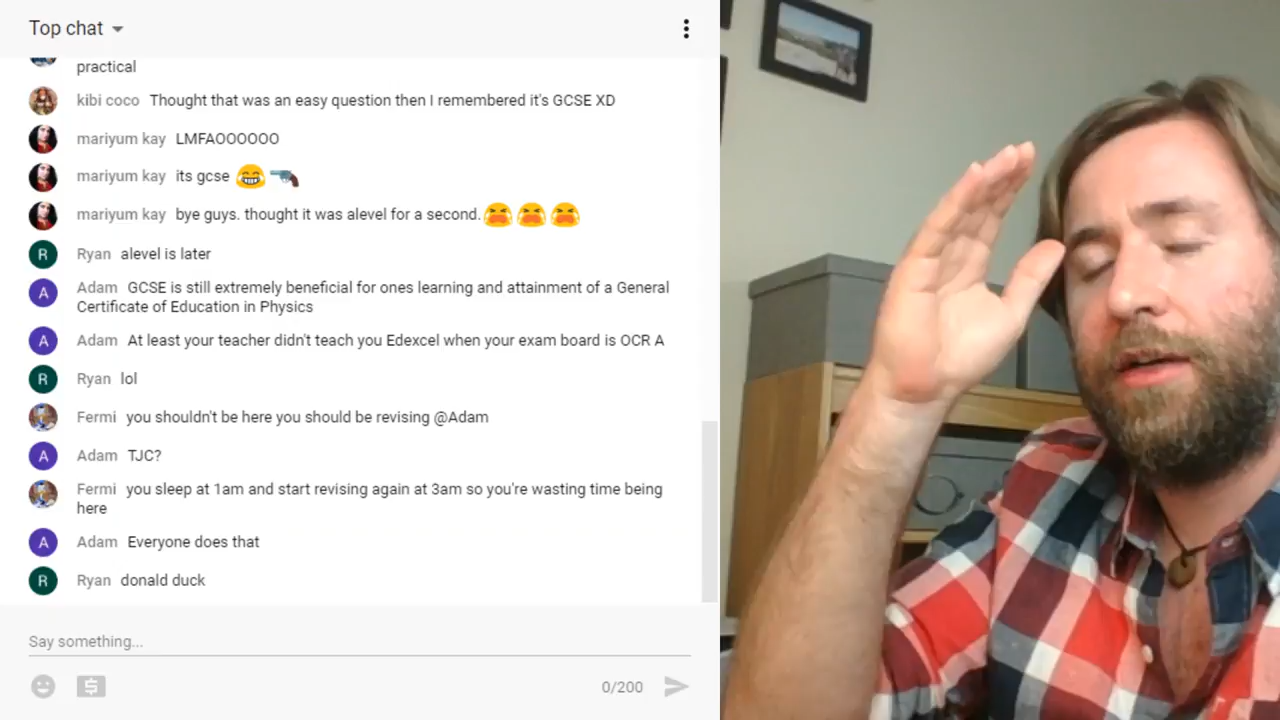 Top chat
practical
kibi coco Thought that was an easy question then I remembered it's GCSE XD
mariyum kay LMFAOOOOOO
mariyum kay its gcse 😂🔫
mariyum kay bye guys. thought it was alevel for a second.😫😫😫
R Ryan alevel is later
A Adam GCSE is still extremely beneficial for ones learning and attainment of a General
Certificate of Education in Physics
A Adam At least your teacher didn't teach you Edexcel when your exam board is OCR A
R Ryan lol
Fermi you shouldn't be here you should be revising @Adam
A Adam TJC?
Fermi you sleep at 1am and start revising again at 3am so you're wasting time being
here
A Adam Everyone does that
R Ryan donald duck
Say something...
0/200